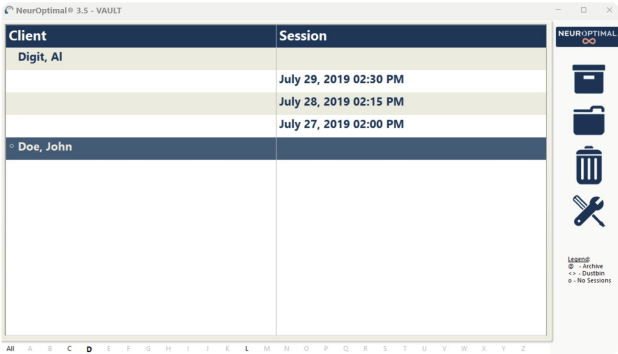 NeurOptimal® 3.5 - VAULT
Client Session
NEUROPTIMAL
Digit, Al
July 29, 2019 02:30 PM
July 28, 2019 02:15 PM
July 27, 2019 02:00 PM
o Doe, John
Legend:
@ - Archive
<> - Dustbin
o - No Sessions
All A B C D E F G H I J K L M N O P Q R S T U V W X Y Z